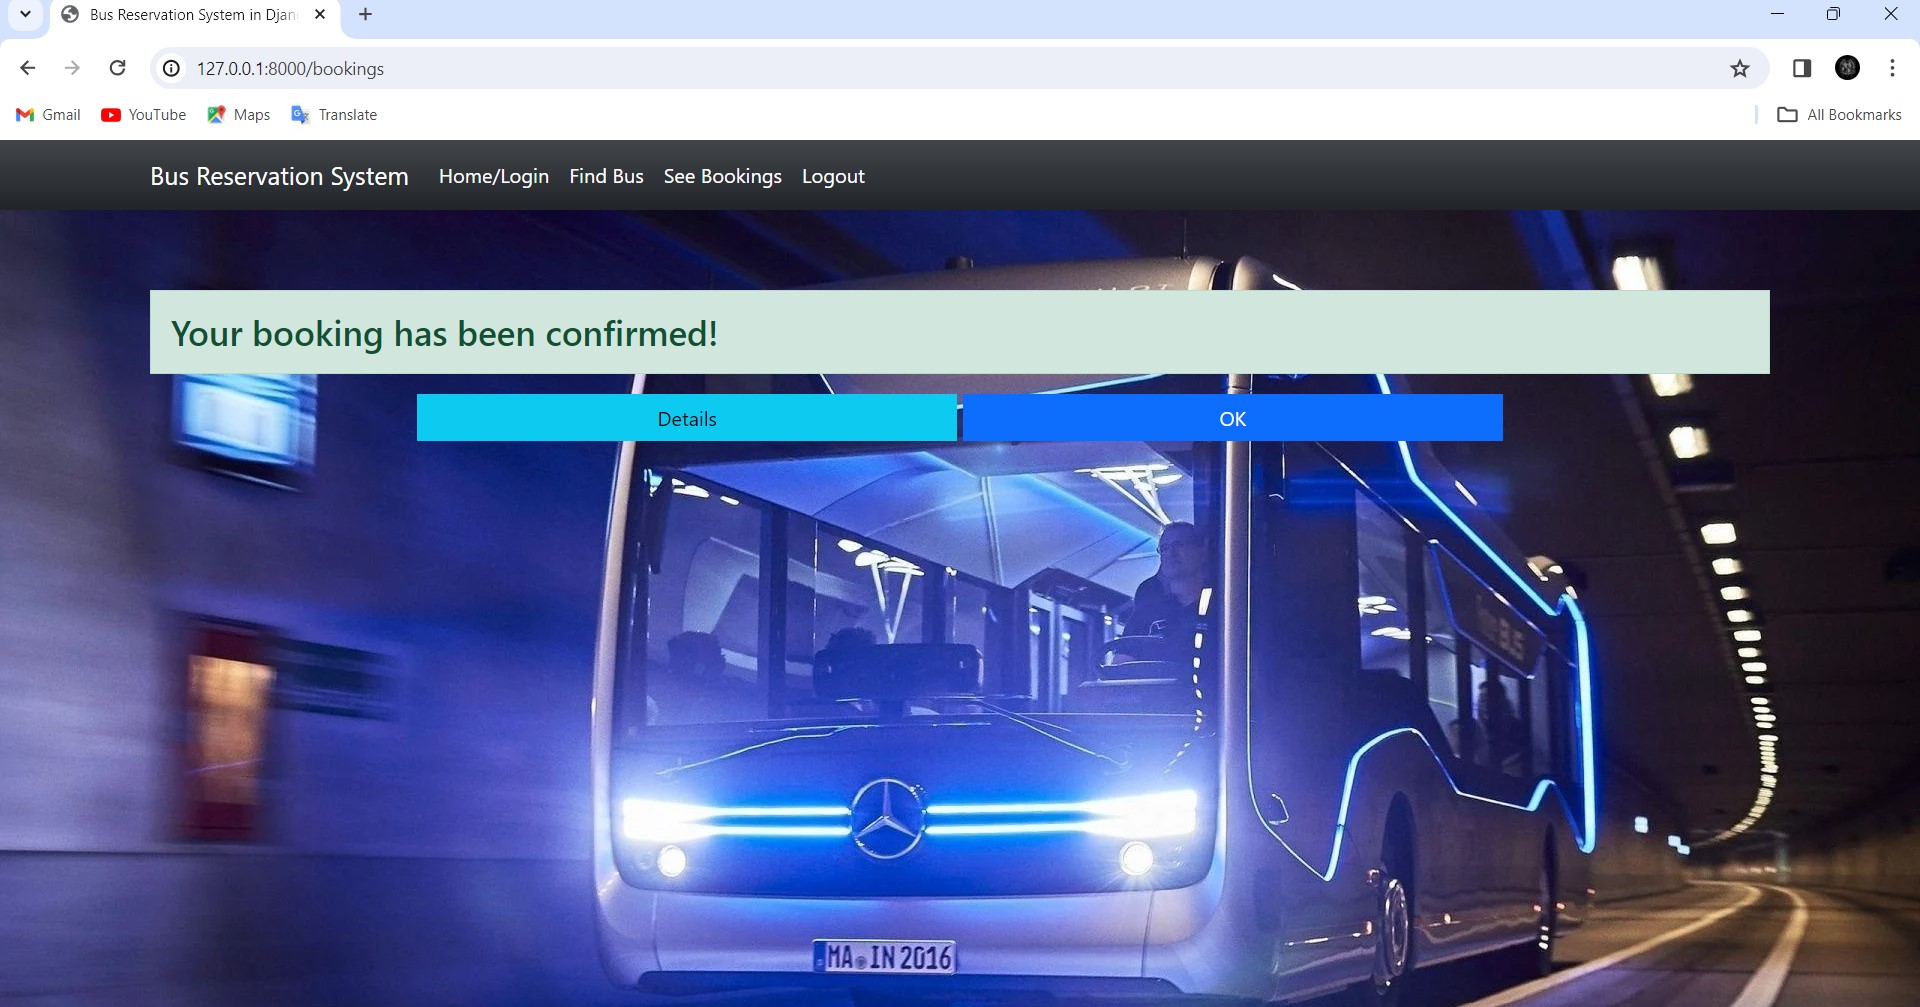 Bus Reservation System in Djan
127.0.0.1:8000/bookings
Gmail YouTube Maps Translate All Bookmarks
Bus Reservation System Home/Login Find Bus See Bookings Logout
Your booking has been confirmed!
Details OK
BUS
MA IN 2016